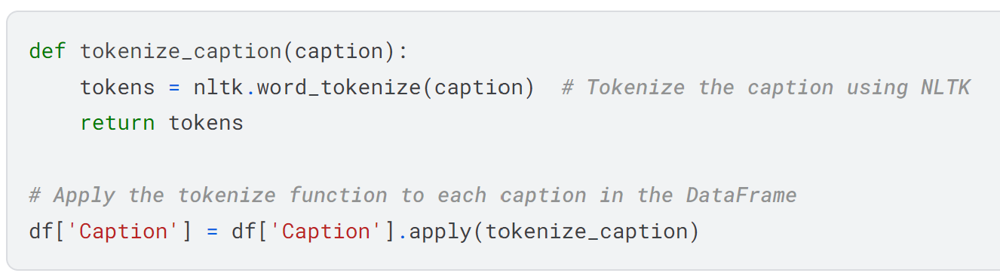 def tokenize_caption(caption):
    tokens = nltk.word_tokenize(caption)  # Tokenize the caption using NLTK
    return tokens

# Apply the tokenize function to each caption in the DataFrame
df['Caption'] = df['Caption'].apply(tokenize_caption)